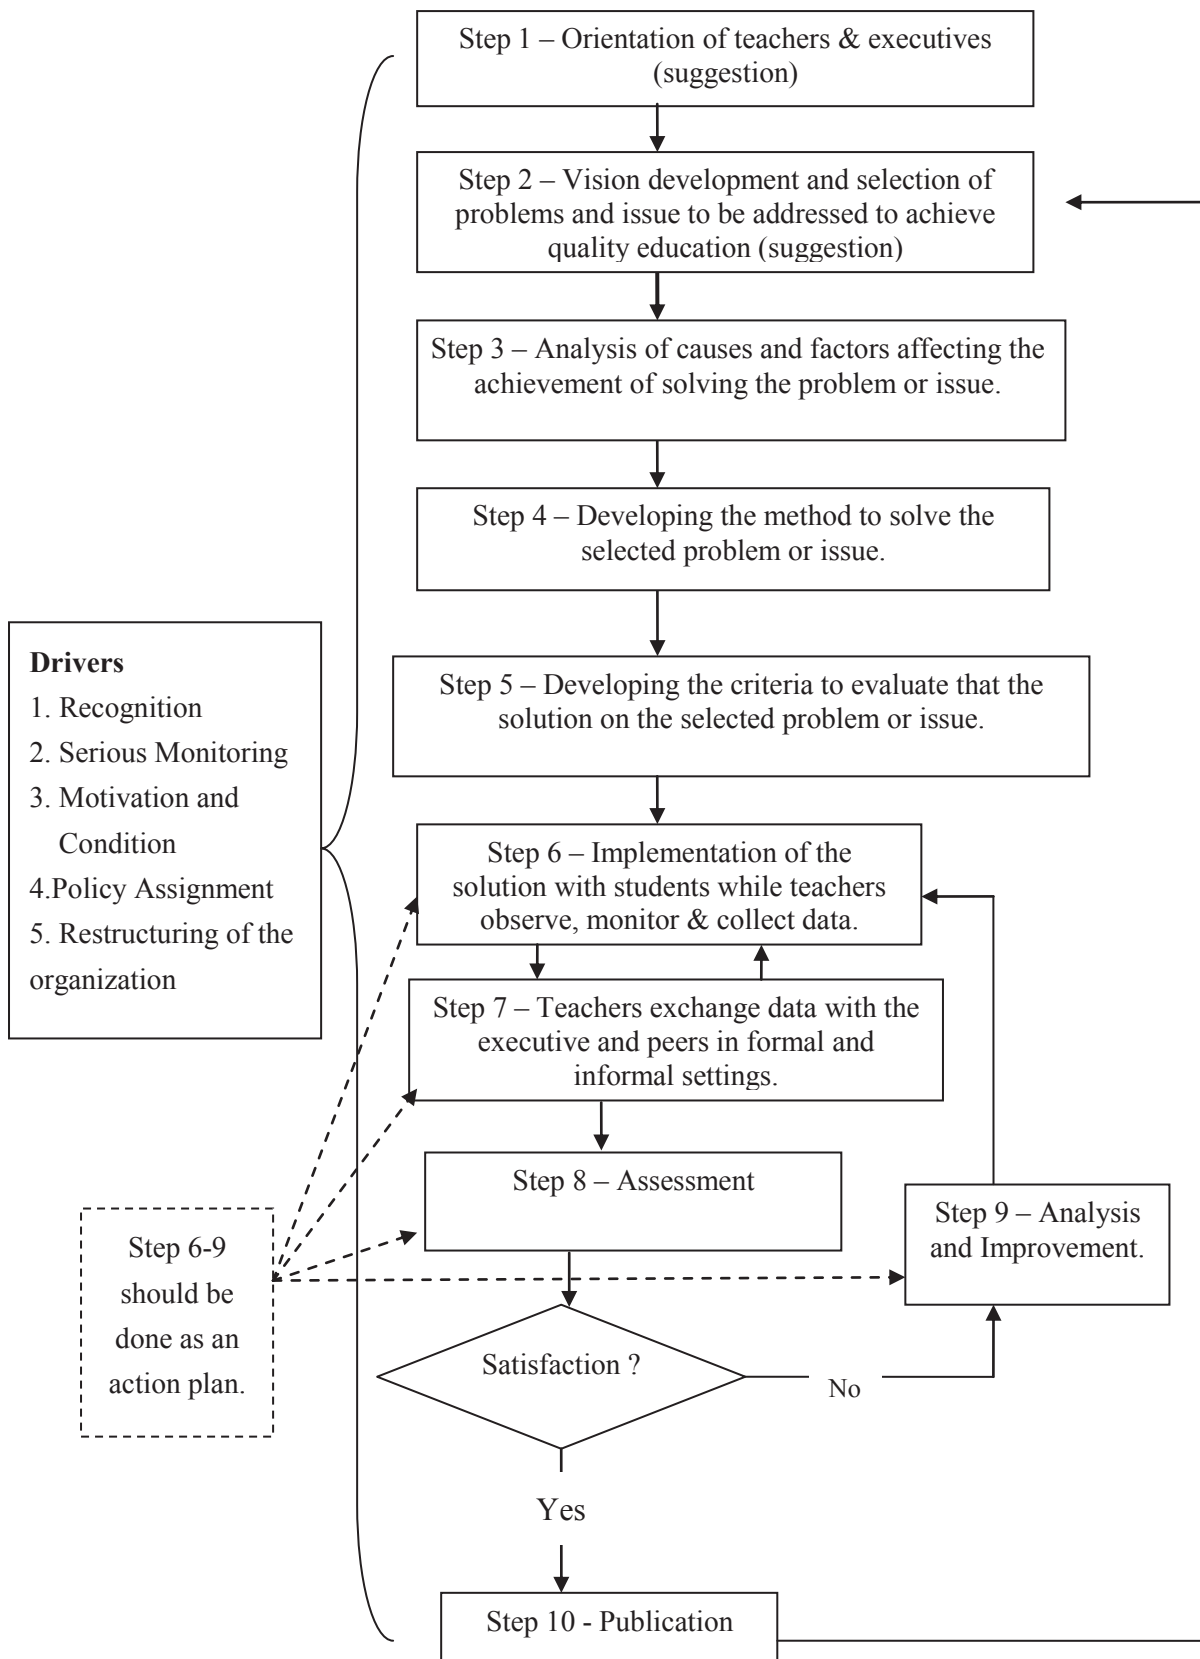 Step 1 – Orientation of teachers & executives
(suggestion)
Step 2 – Vision development and selection of
problems and issue to be addressed to achieve
quality education (suggestion)
Step 3 – Analysis of causes and factors affecting the
achievement of solving the problem or issue.
Step 4 – Developing the method to solve the
selected problem or issue.
Step 5 – Developing the criteria to evaluate that the
solution on the selected problem or issue.
Drivers
1. Recognition
2. Serious Monitoring
3. Motivation and
Condition
4.Policy Assignment
5. Restructuring of the
organization
Step 6 – Implementation of the
solution with students while teachers
observe, monitor & collect data.
Step 7 – Teachers exchange data with the
executive and peers in formal and
informal settings.
Step 8 – Assessment
Step 9 – Analysis
and Improvement.
Step 6-9
should be
done as an
action plan.
Satisfaction ?
No
Yes
Step 10 - Publication